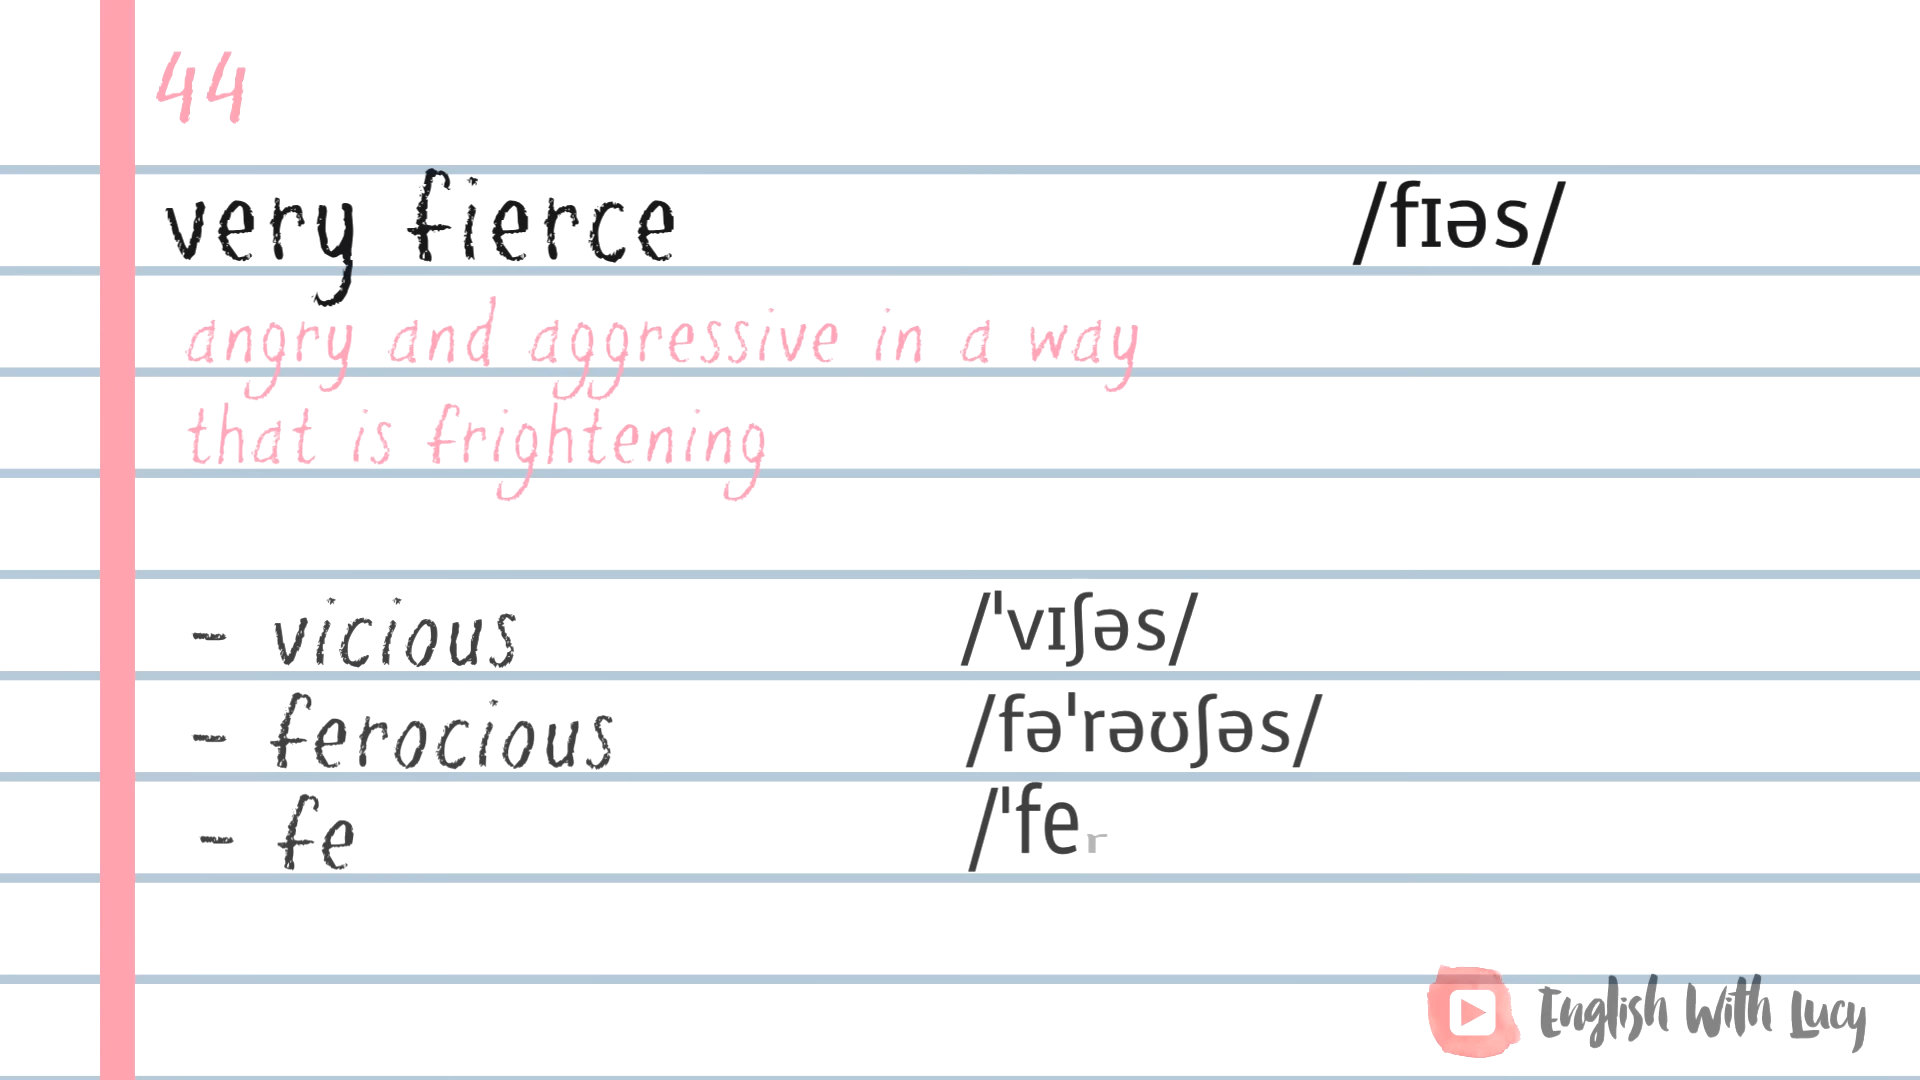 44
very fierce /fɪəs/
angry and aggressive in a way
that is frightening
- vicious /ˈvɪʃəs/
- ferocious /fəˈrəʊʃəs/
- fe /ˈfer
English With Lucy